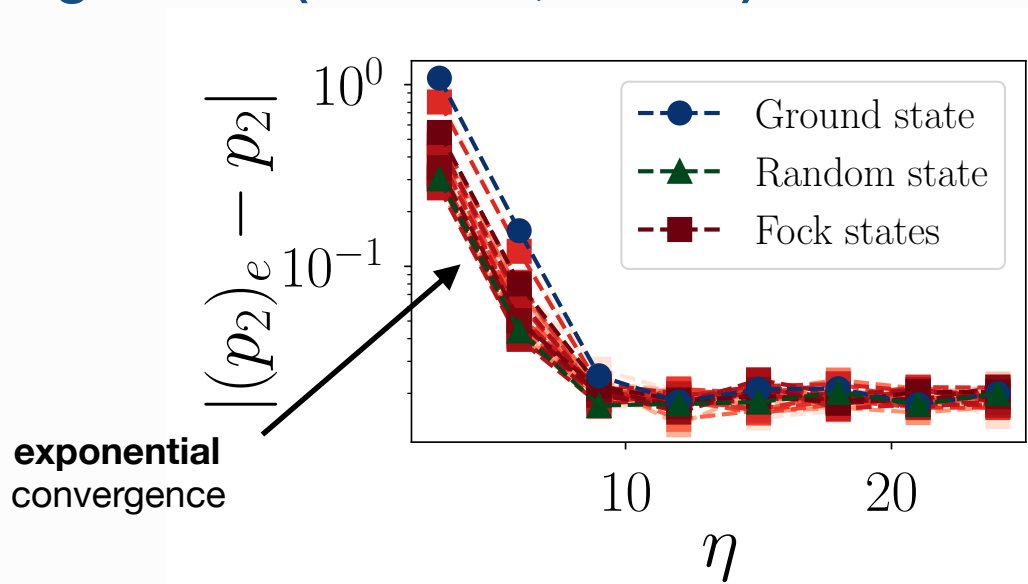 10^0
|(p_2)_e − p_2|
10^{-1}
Ground state
Random state
Fock states
exponential
convergence
10 20
η